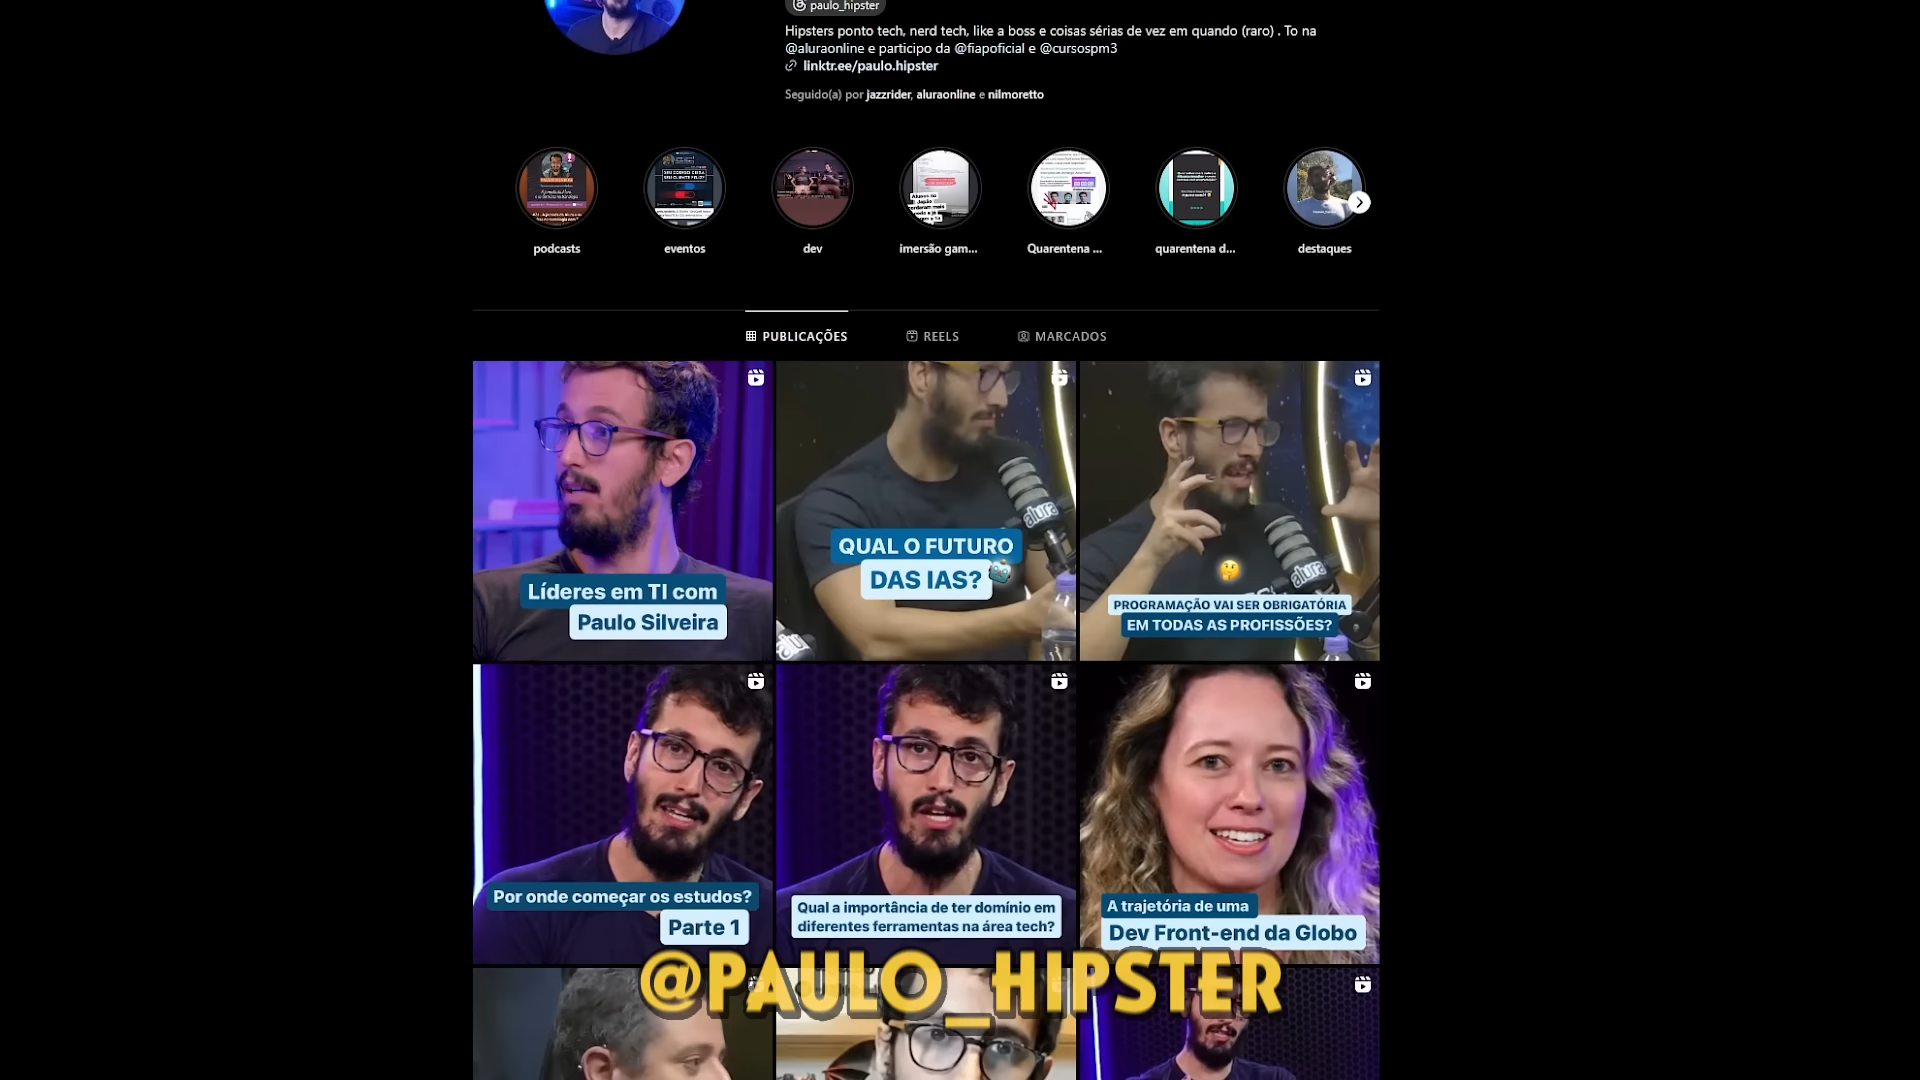 paulo_hipster
Hipsters ponto tech, nerd tech, like a boss e coisas sérias de vez em quando (raro) . To na
@aluraonline e participo da @fiapoficial e @cursospm3
linktr.ee/paulo.hipster
Seguido(a) por jazzrider, aluraonline e nilmoretto
podcasts
eventos
dev
imersão gam...
Quarentena ...
quarentena d...
destaques
PUBLICAÇÕES
REELS
MARCADOS
Líderes em TI com
Paulo Silveira
alura
QUAL O FUTURO
DAS IAS?
alura
PROGRAMAÇÃO VAI SER OBRIGATÓRIA
EM TODAS AS PROFISSÕES?
Por onde começar os estudos?
Parte 1
Qual a importância de ter domínio em
diferentes ferramentas na área tech?
A trajetória de uma
Dev Front-end da Globo
@PAULO_HIPSTER